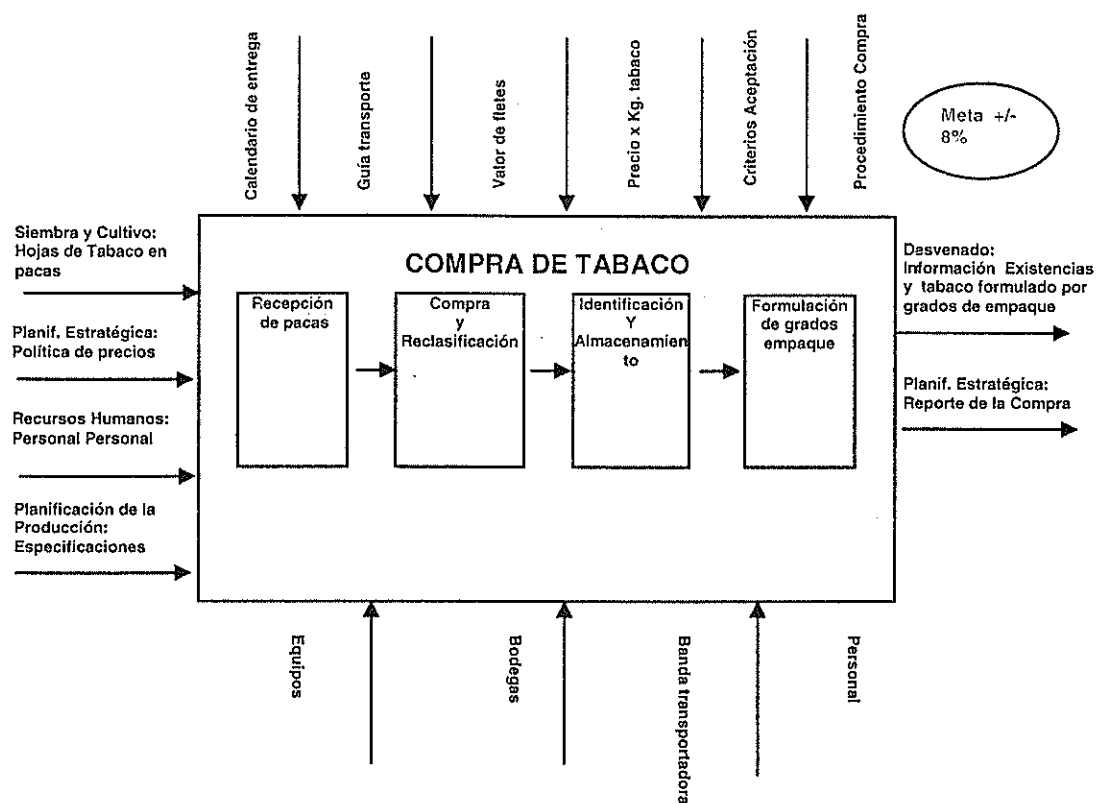 Calendario de entrega
Guía transporte
Valor de fletes
Precio x Kg. tabaco
Criterios Aceptación
Procedimiento Compra
Meta +/-
8%
Siembra y Cultivo:
Hojas de Tabaco en
pacas
Planif. Estratégica:
Política de precios
Recursos Humanos:
Personal Personal
Planificación de la
Producción:
Especificaciones
COMPRA DE TABACO
Recepción
de pacas
Compra
y
Reclasificación
Identificación
Y
Almacenamie
nto
Formulación
de grados
empaque
Desvenado:
Información Existencias
y tabaco formulado por
grados de empaque
Planif. Estratégica:
Reporte de la Compra
Equipos
Bodegas
Banda transportadora
Personal